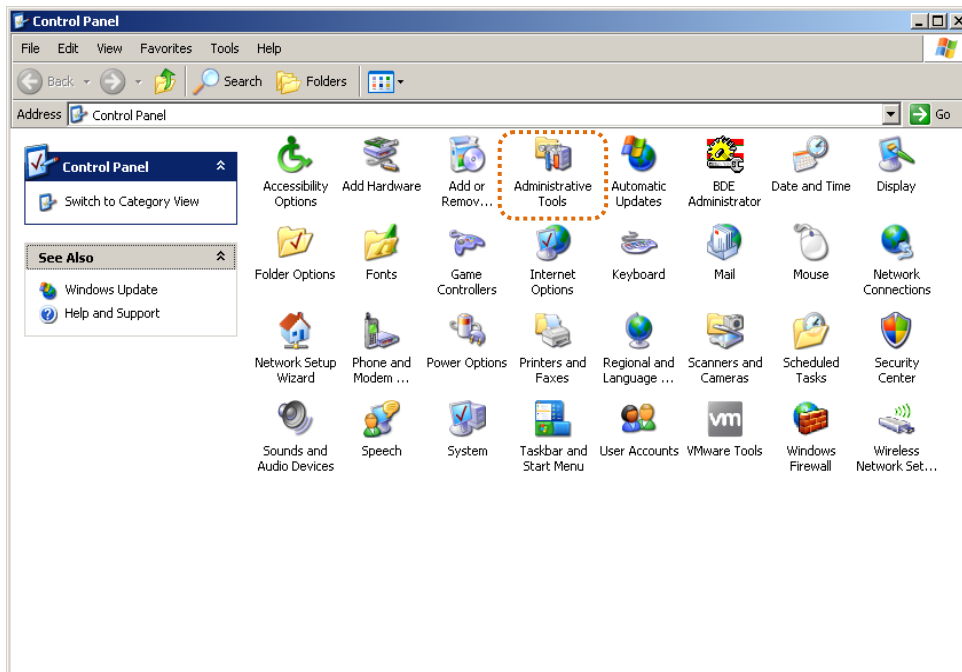 Control Panel
File Edit View Favorites Tools Help
Back Search Folders
Address Control Panel Go
Control Panel
Switch to Category View
See Also
Windows Update
Help and Support
Accessibility Options
Add Hardware
Add or Remov...
Administrative Tools
Automatic Updates
BDE Administrator
Date and Time
Display
Folder Options
Fonts
Game Controllers
Internet Options
Keyboard
Mail
Mouse
Network Connections
Network Setup Wizard
Phone and Modem ...
Power Options
Printers and Faxes
Regional and Language ...
Scanners and Cameras
Scheduled Tasks
Security Center
Sounds and Audio Devices
Speech
System
Taskbar and Start Menu
User Accounts
vm
VMware Tools
Windows Firewall
Wireless Network Set...